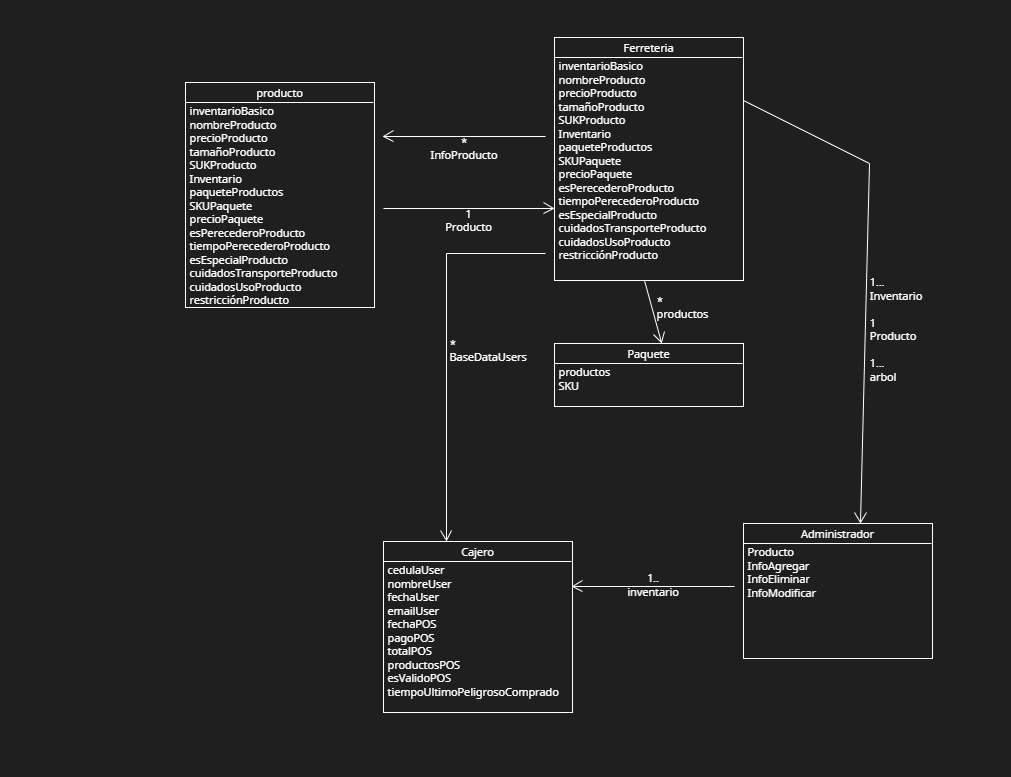 Ferreteria
inventarioBasico
nombreProducto
precioProducto
tamañoProducto
SUKProducto
Inventario
paqueteProductos
SKUPaquete
precioPaquete
esPerecederoProducto
tiempoPerecederoProducto
esEspecialProducto
cuidadosTransporteProducto
cuidadosUsoProducto
restricciónProducto
producto
inventarioBasico
nombreProducto
precioProducto
tamañoProducto
SUKProducto
Inventario
paqueteProductos
SKUPaquete
precioPaquete
esPerecederoProducto
tiempoPerecederoProducto
esEspecialProducto
cuidadosTransporteProducto
cuidadosUsoProducto
restricciónProducto
*
InfoProducto
1
Producto
*
BaseDataUsers
*
productos
Paquete
productos
SKU
1...
Inventario
1
Producto
1...
arbol
Cajero
cedulaUser
nombreUser
fechaUser
emailUser
fechaPOS
pagoPOS
totalPOS
productosPOS
esValidoPOS
tiempoUltimoPeligrosoComprado
1..
inventario
Administrador
Producto
InfoAgregar
InfoEliminar
InfoModificar